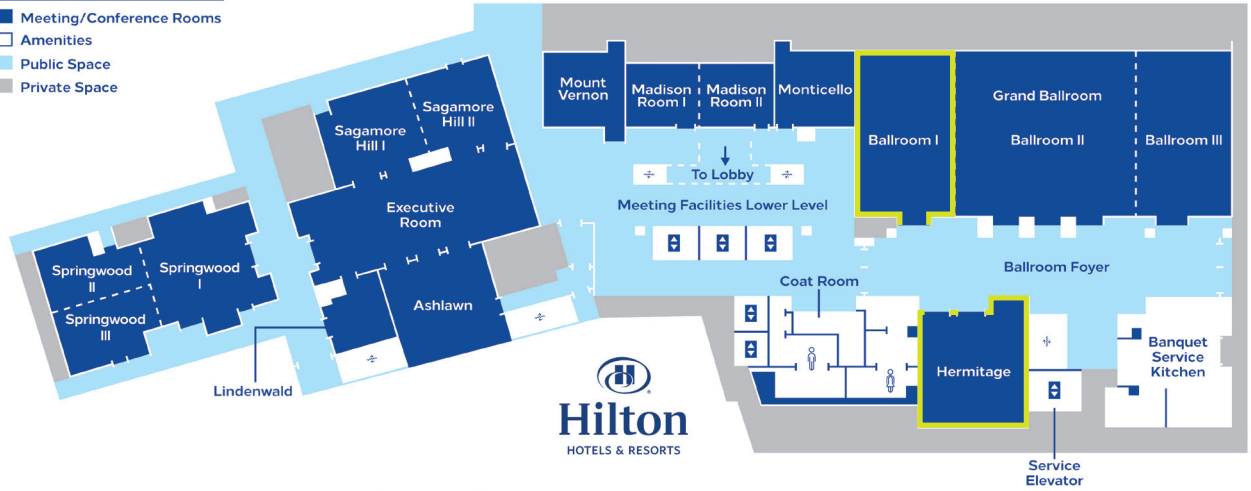 Meeting/Conference Rooms
Amenities
Public Space
Private Space
Mount
Vernon
Madison
Room I
Madison
Room II
Monticello
Grand Ballroom
Ballroom I
Ballroom II
Ballroom III
Sagamore
Hill II
Sagamore
Hill I
To Lobby
Meeting Facilities Lower Level
Executive
Room
Springwood
II
Springwood
I
Springwood
III
Ashlawn
Lindenwald
Ballroom Foyer
Coat Room
Hermitage
Banquet
Service
Kitchen
Service
Elevator
H
Hilton
HOTELS & RESORTS